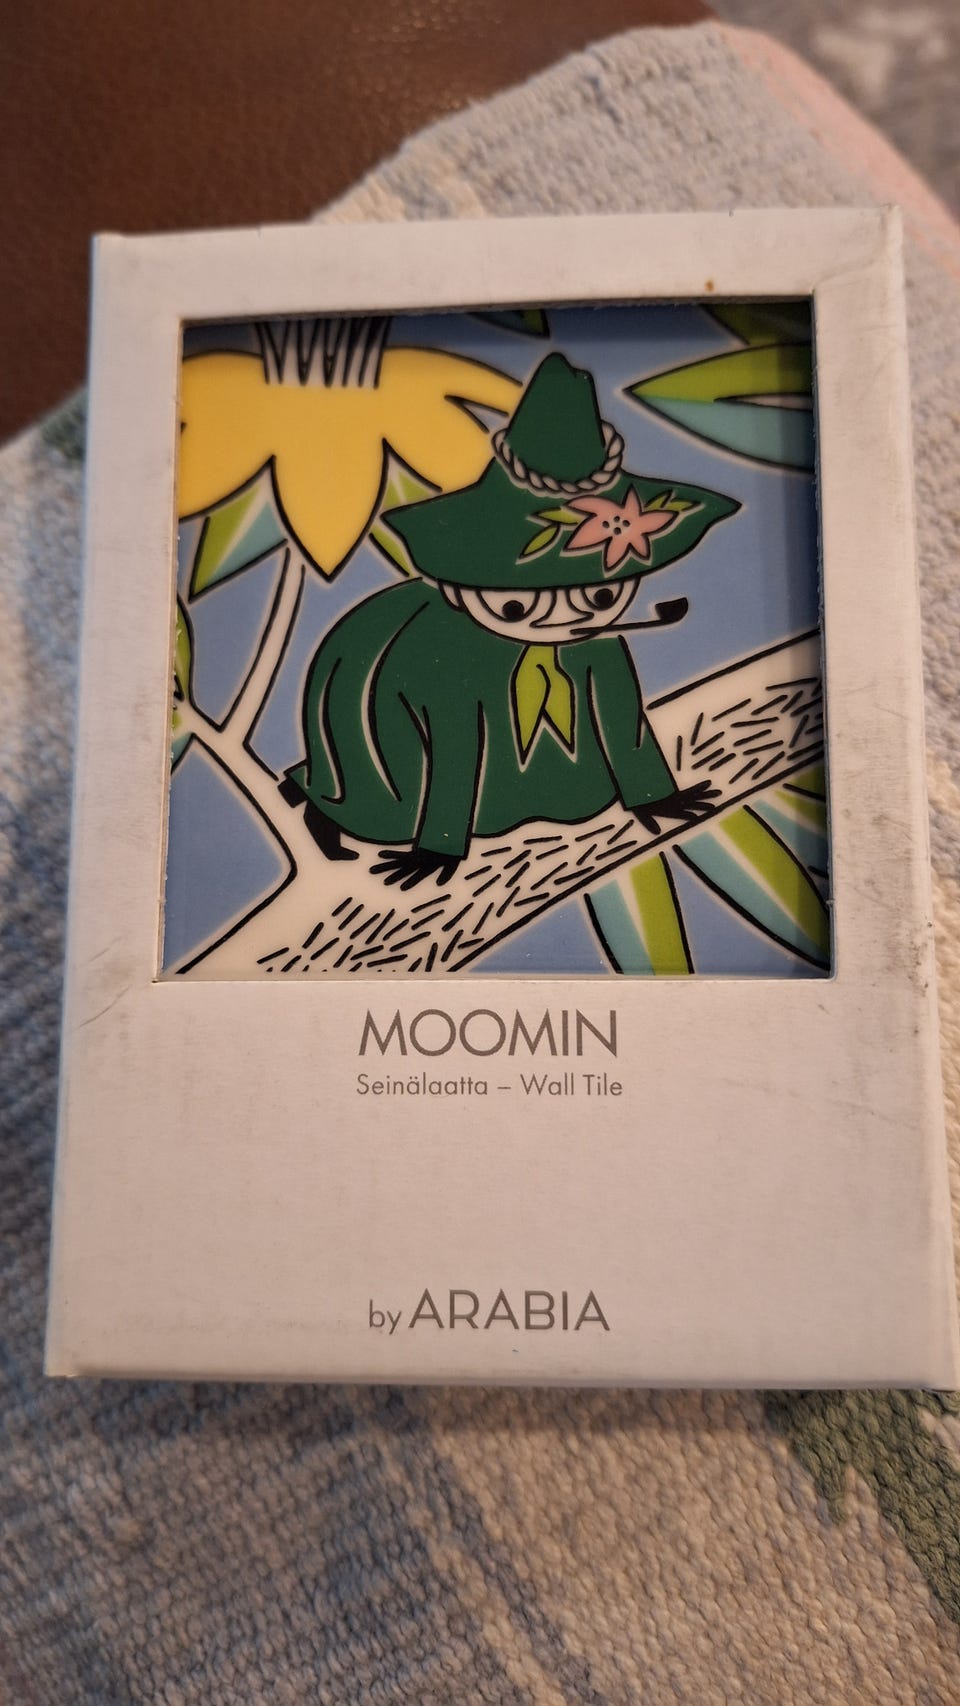 MOOMIN
Seinälaatta – Wall Tile
by ARABIA